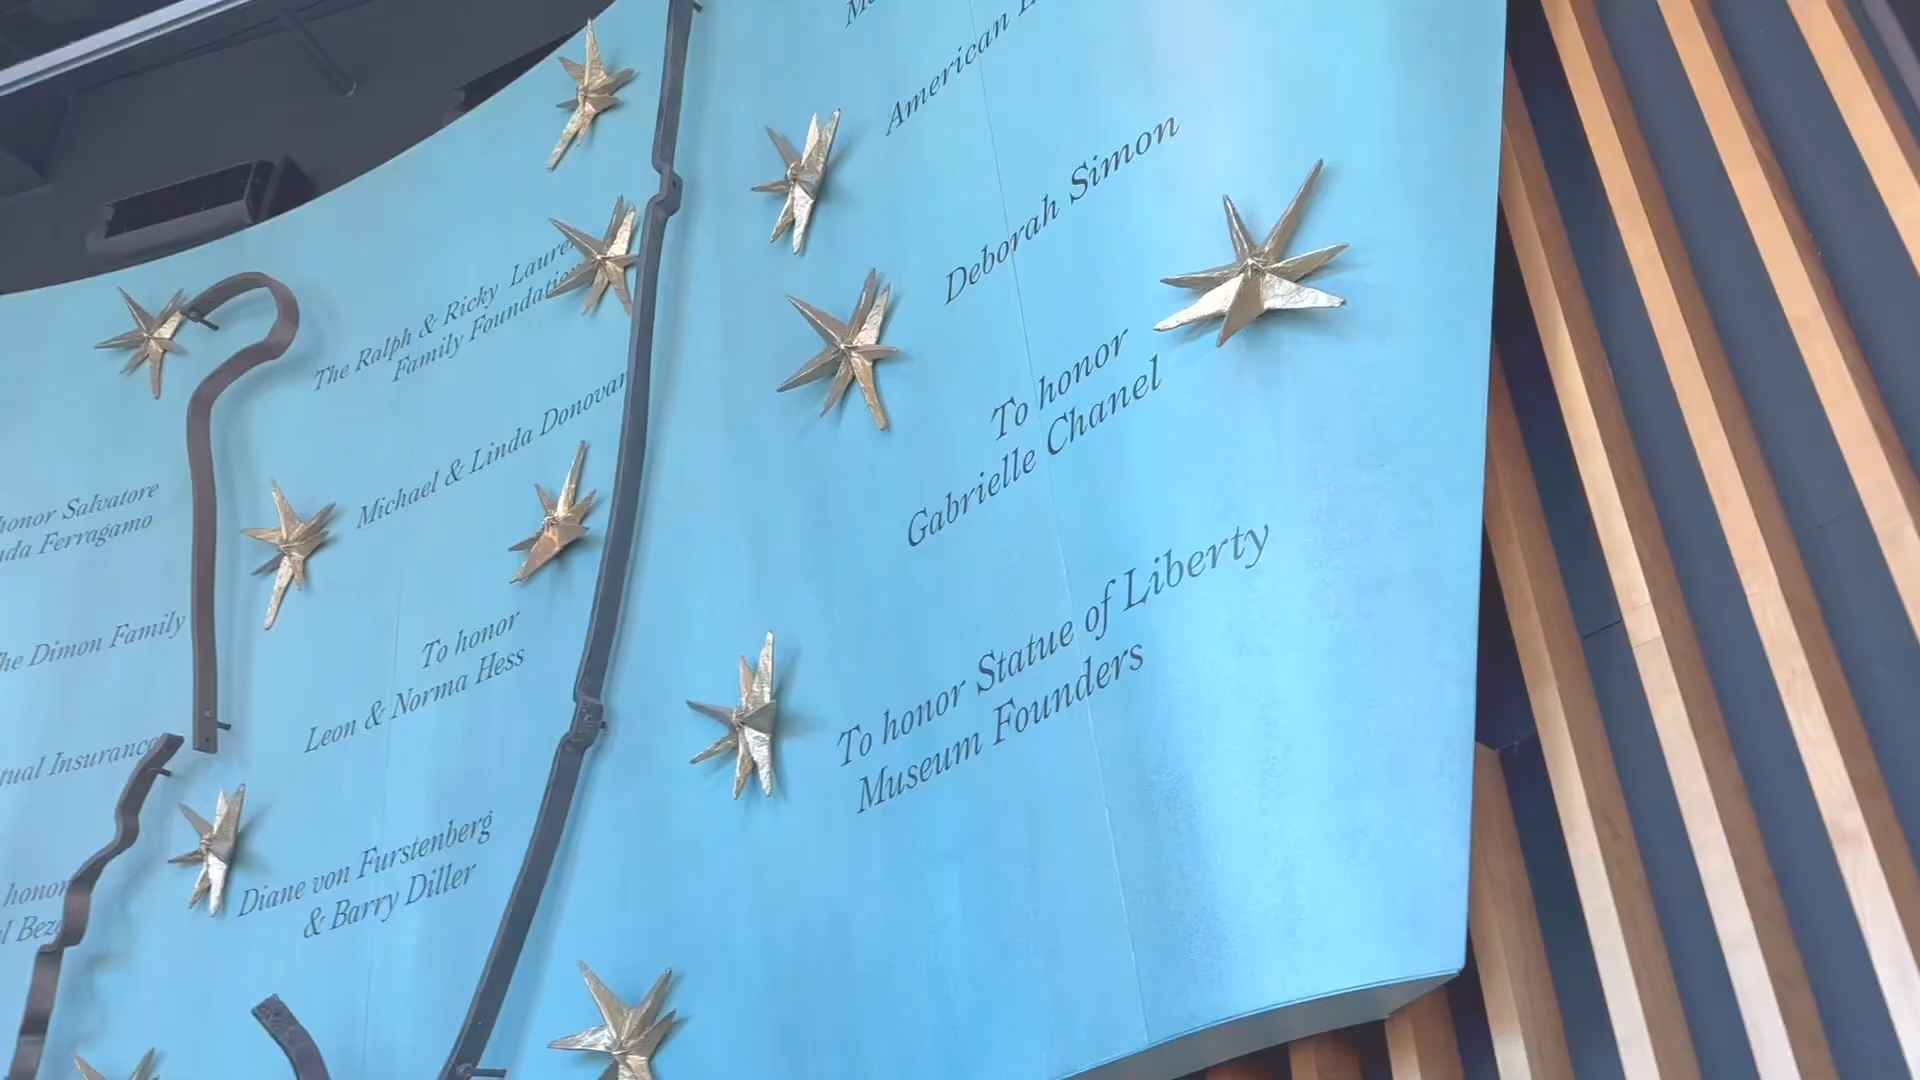 American
Deborah Simon
To honor
Gabrielle Chanel
To honor Statue of Liberty
Museum Founders
The Ralph & Ricky Lauren
Family Foundation
Michael & Linda Donovan
To honor
Leon & Norma Hess
Diane von Furstenberg
& Barry Diller
honor Salvatore
Ferragamo
The Dimon Family
Insurance
honor